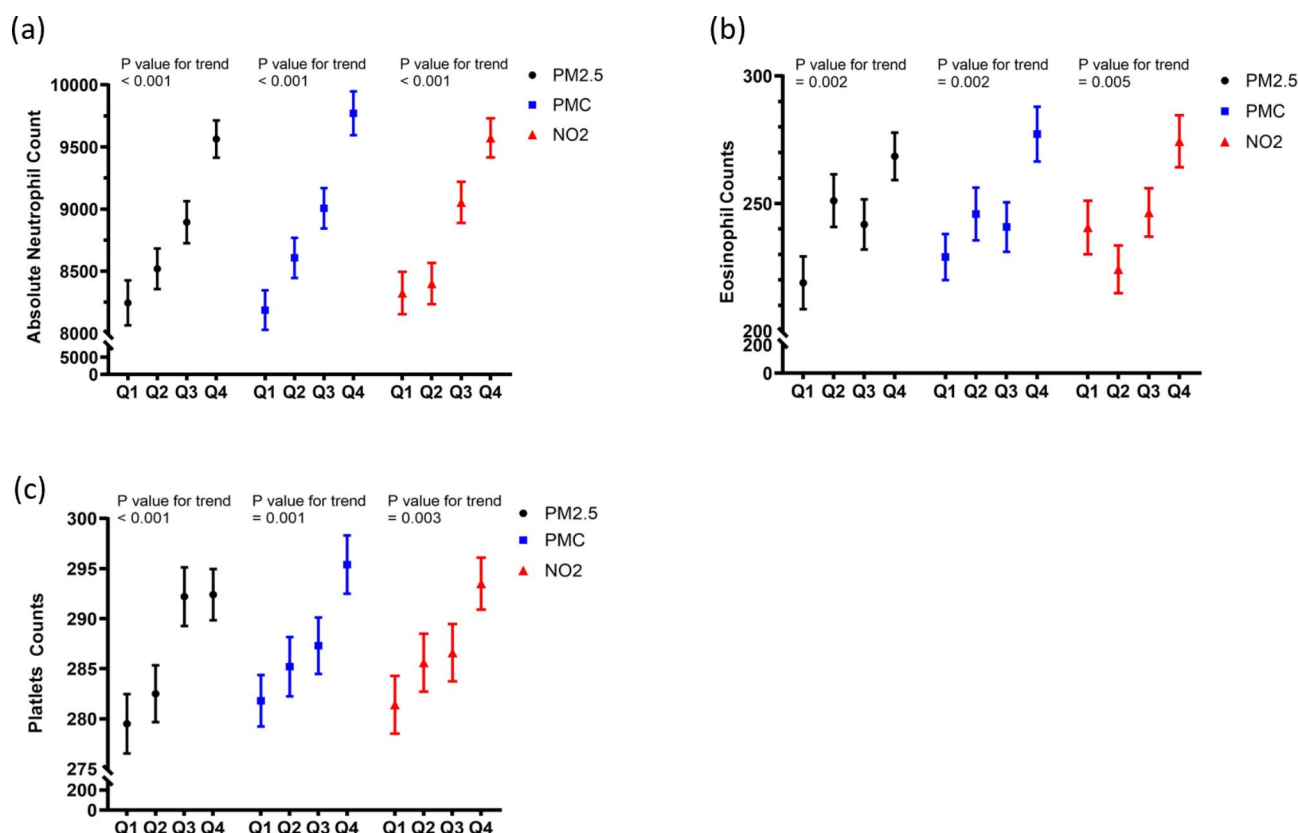 (a)
P value for trend
< 0.001
P value for trend
< 0.001
P value for trend
< 0.001
PM2.5
PMC
NO2
Absolute Neutrophil Count
10000
9500
9000
8500
8000
5000
0
Q1 Q2 Q3 Q4 Q1 Q2 Q3 Q4 Q1 Q2 Q3 Q4
(b)
P value for trend
= 0.002
P value for trend
= 0.002
P value for trend
= 0.005
PM2.5
PMC
NO2
Eosinophil Counts
300
250
200
200
0
Q1 Q2 Q3 Q4 Q1 Q2 Q3 Q4 Q1 Q2 Q3 Q4
(c)
P value for trend
< 0.001
P value for trend
= 0.001
P value for trend
= 0.003
PM2.5
PMC
NO2
Platlets Counts
300
295
290
285
280
275
200
0
Q1 Q2 Q3 Q4 Q1 Q2 Q3 Q4 Q1 Q2 Q3 Q4